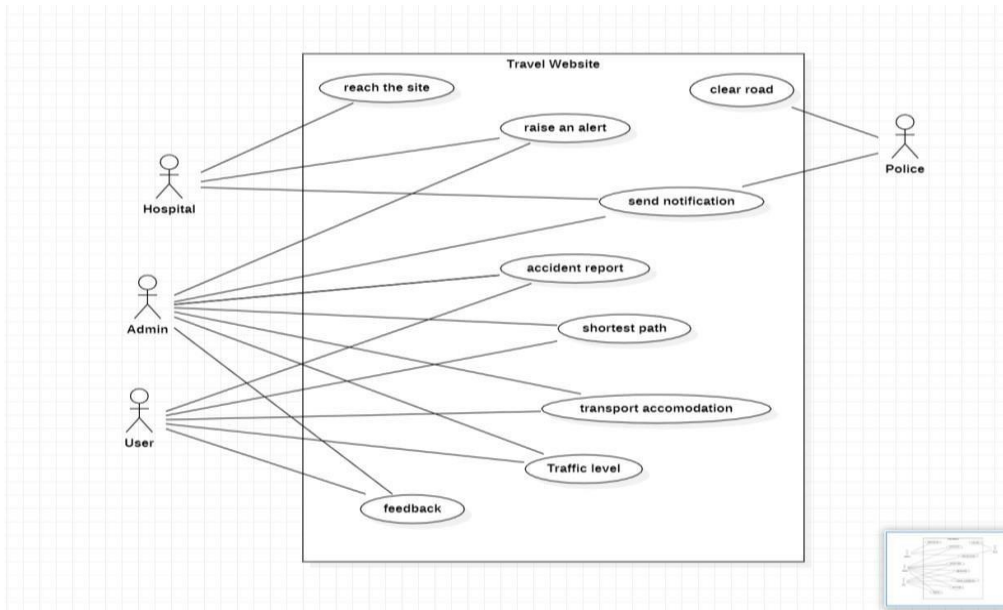 Travel Website
reach the site
clear road
raise an alert
Police
Hospital
send notification
accident report
Admin
shortest path
transport accomodation
User
Traffic level
feedback